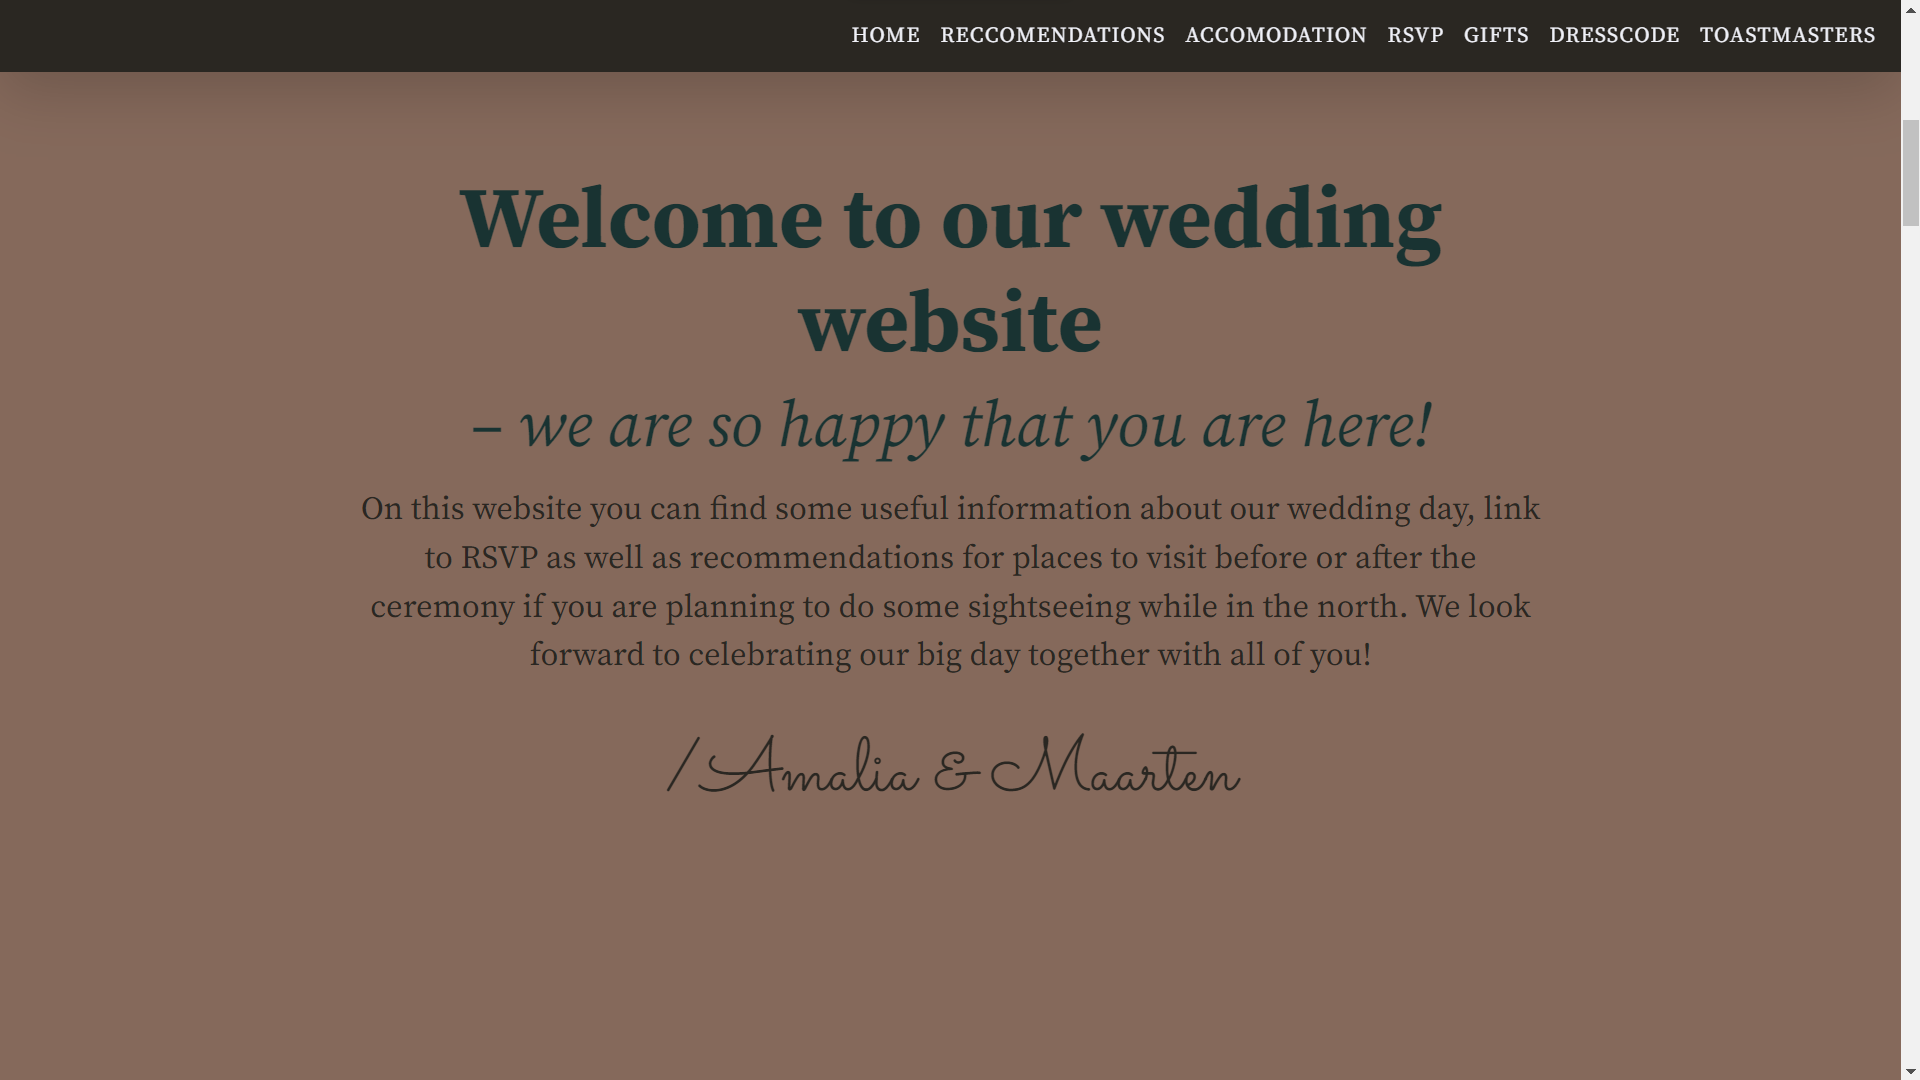 HOME RECCOMENDATIONS ACCOMODATION RSVP GIFTS DRESSCODE TOASTMASTERS
Welcome to our wedding
website
– we are so happy that you are here!
On this website you can find some useful information about our wedding day, link
to RSVP as well as recommendations for places to visit before or after the
ceremony if you are planning to do some sightseeing while in the north. We look
forward to celebrating our big day together with all of you!
/Amalia & Maarten